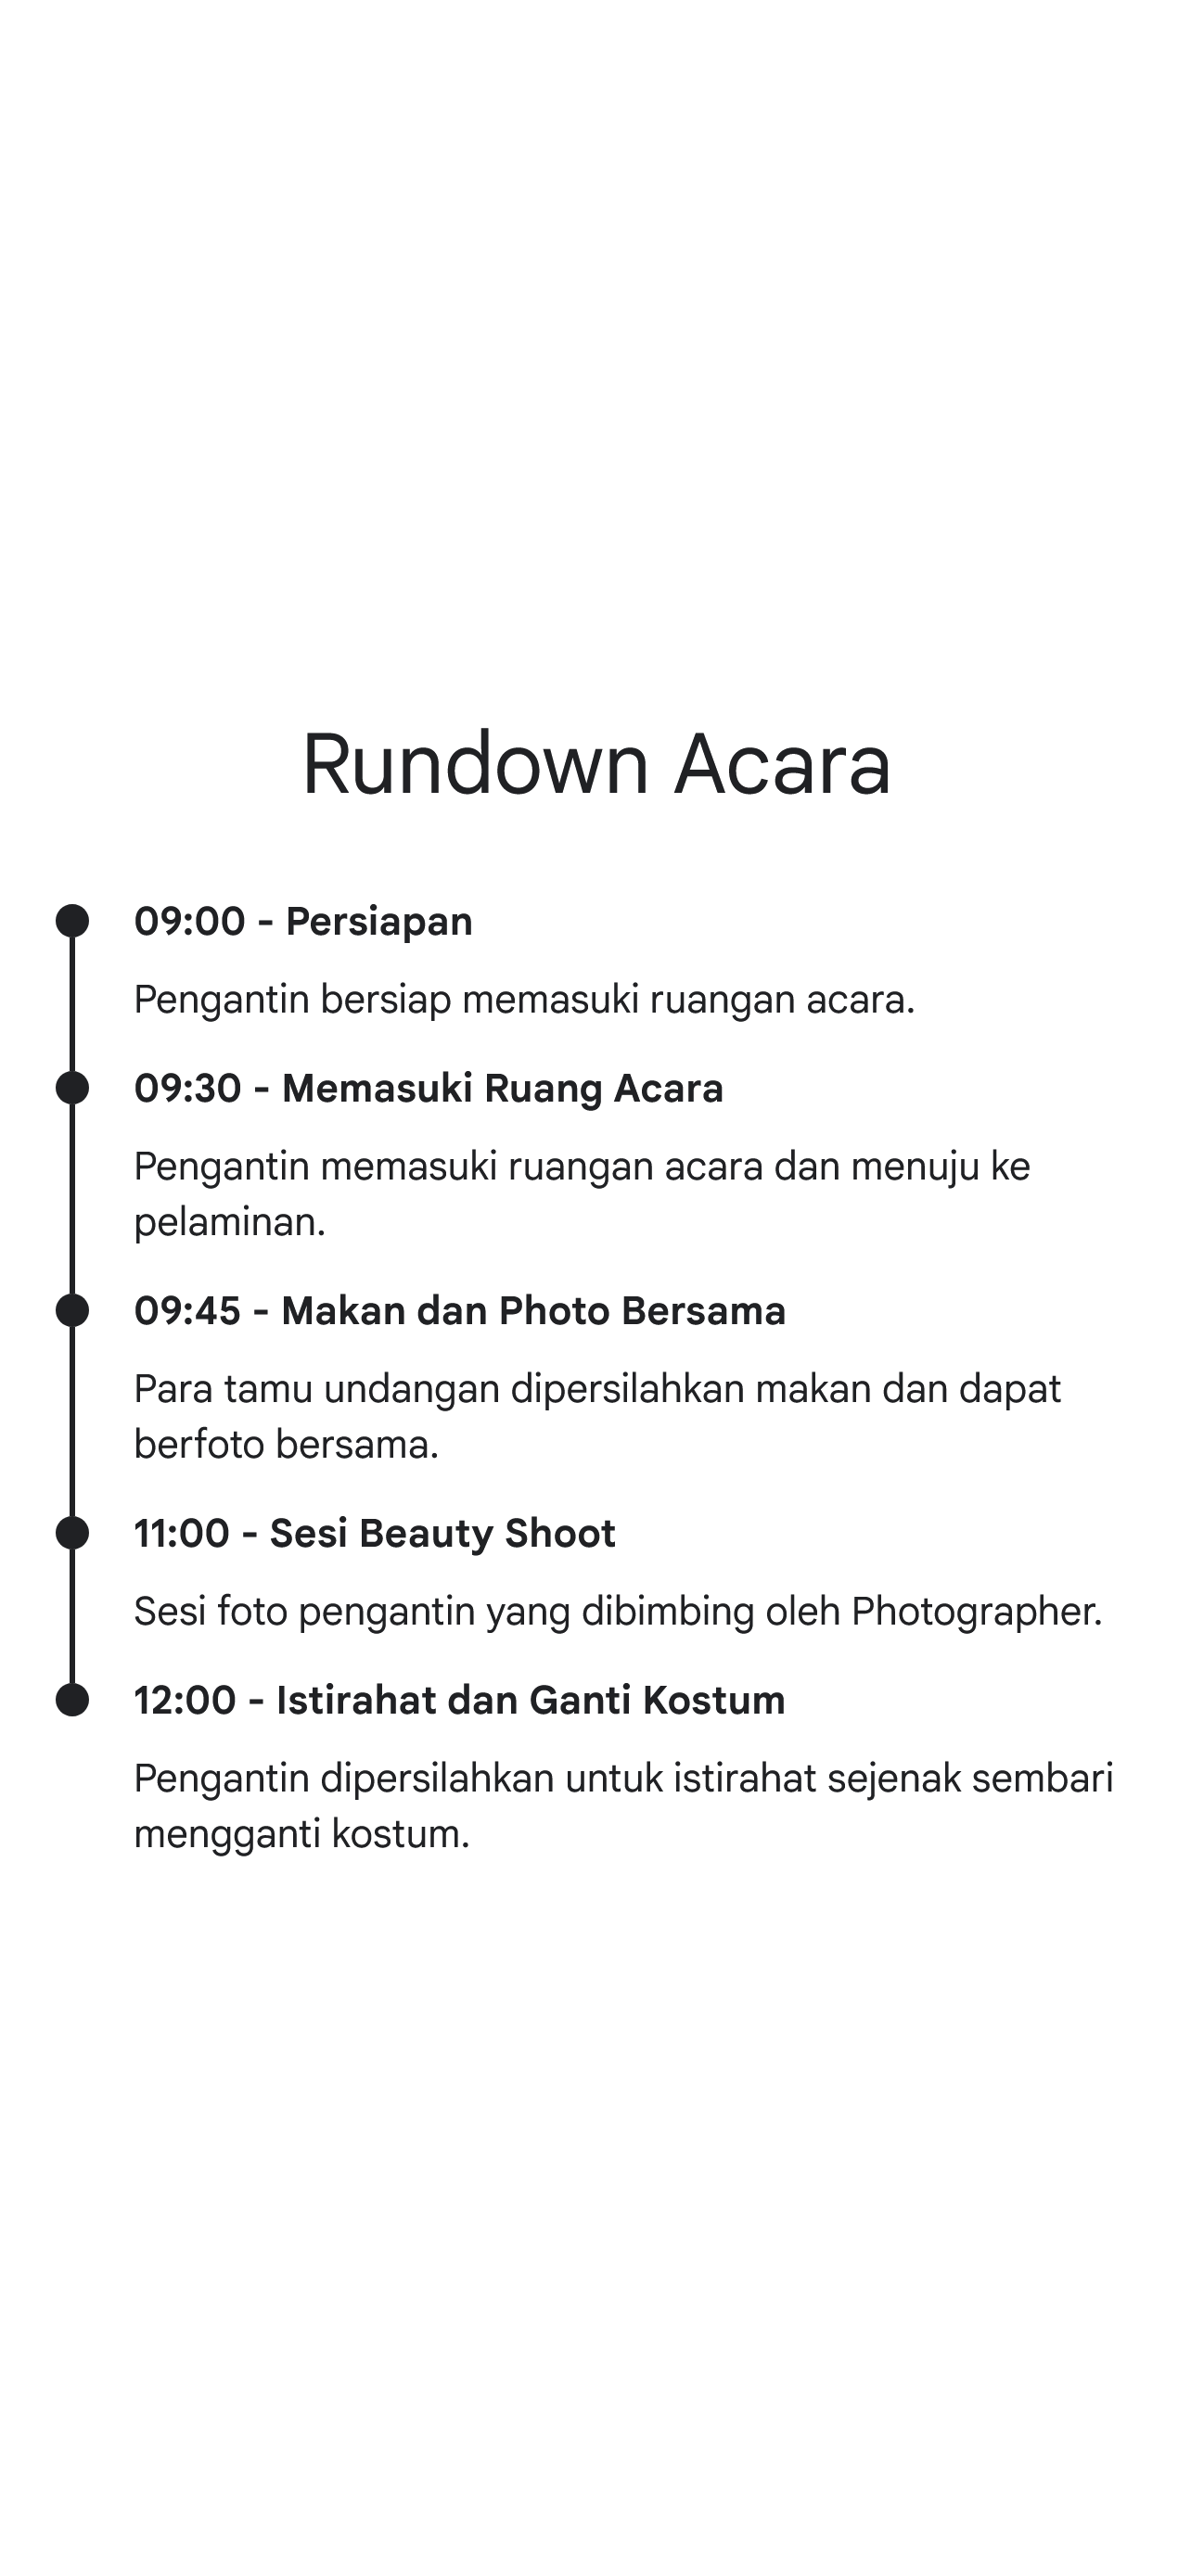 Rundown Acara
09:00 - Persiapan
Pengantin bersiap memasuki ruangan acara.
09:30 - Memasuki Ruang Acara
Pengantin memasuki ruangan acara dan menuju ke
pelaminan.
09:45 - Makan dan Photo Bersama
Para tamu undangan dipersilahkan makan dan dapat
berfoto bersama.
11:00 - Sesi Beauty Shoot
Sesi foto pengantin yang dibimbing oleh Photographer.
12:00 - Istirahat dan Ganti Kostum
Pengantin dipersilahkan untuk istirahat sejenak sembari
mengganti kostum.